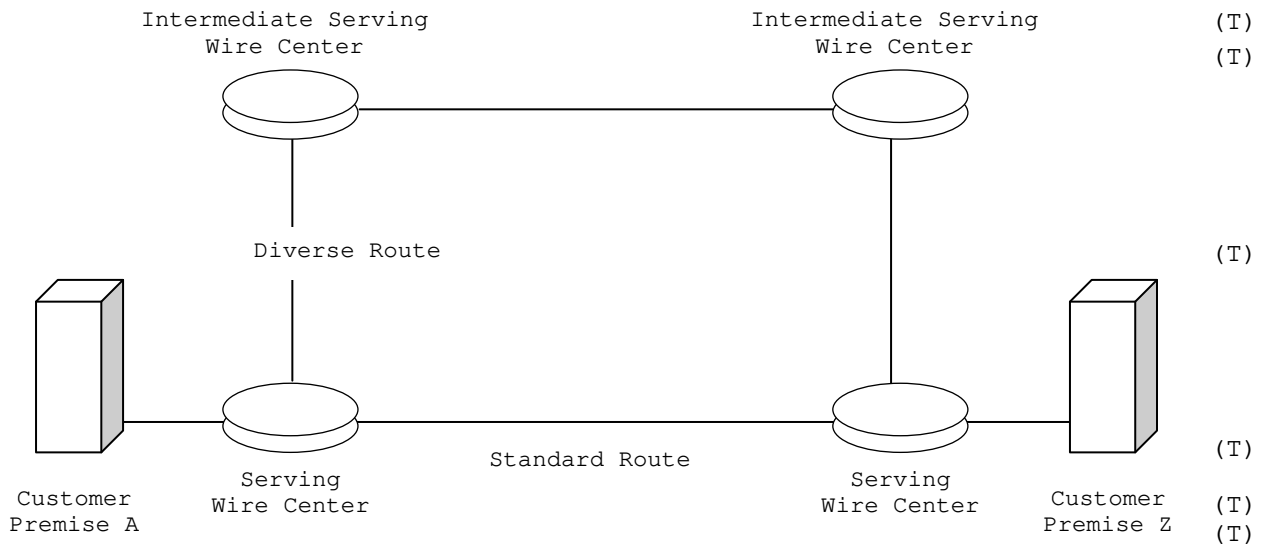 Intermediate Serving
Wire Center
Intermediate Serving
Wire Center
(T)
(T)
Diverse Route
(T)
Standard Route
(T)
Serving
Wire Center
Serving
Wire Center
Customer
Premise A
Customer
Premise Z
(T)
(T)